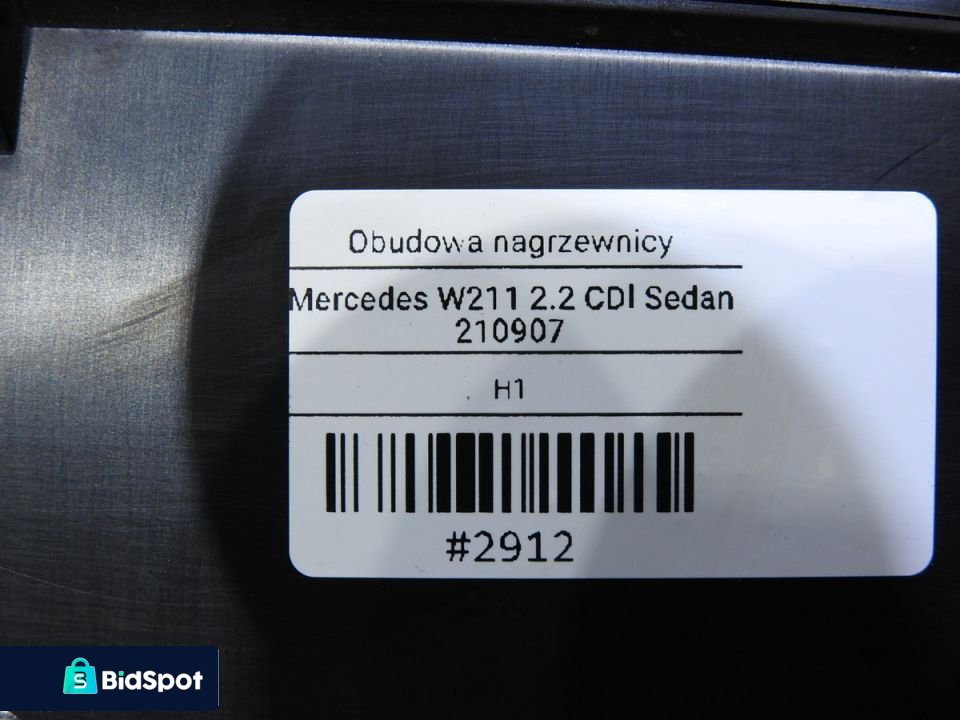 Obudowa nagrzewnicy
Mercedes W211 2.2 CDI Sedan
210907
H1
#2912
BidSpot